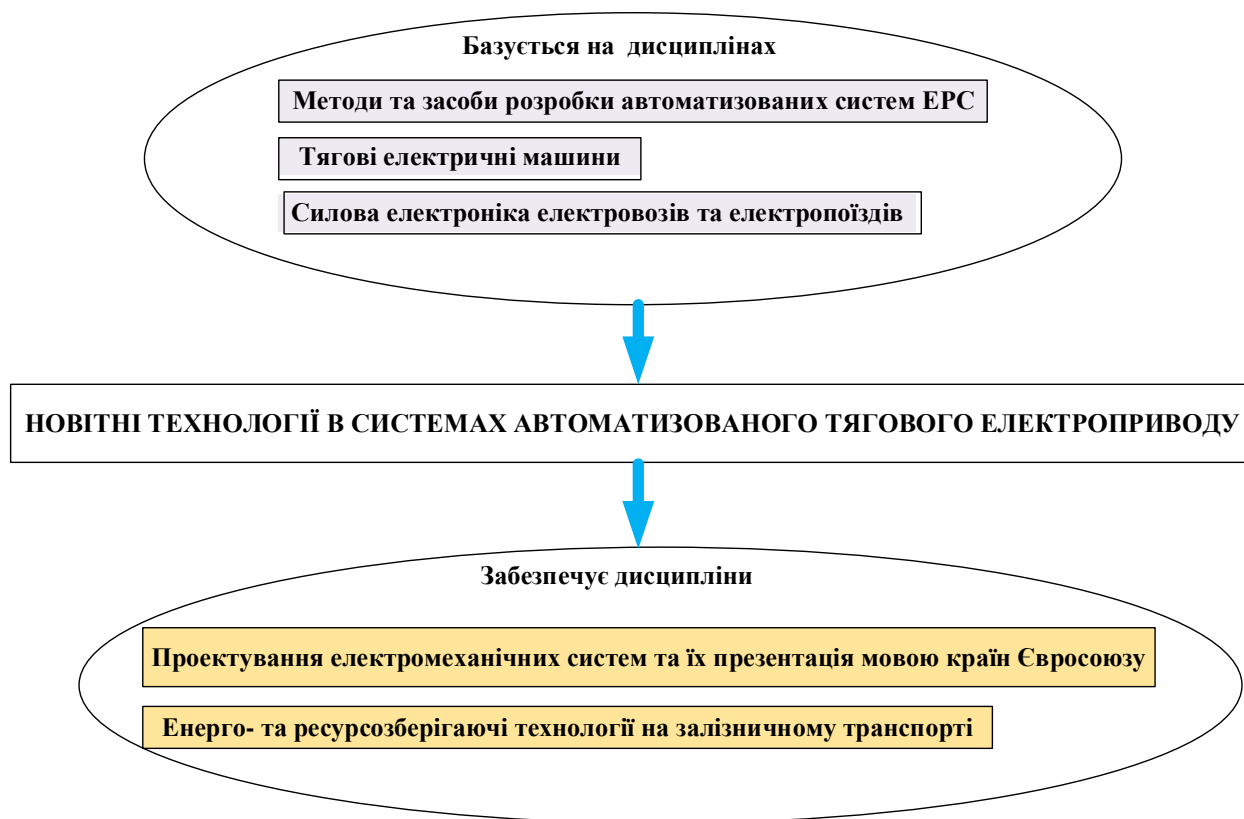 Базується на дисциплінах
Методи та засоби розробки автоматизованих систем ЕРС
Тягові електричні машини
Силова електроніка електровозів та електропоїздів
НОВІТНІ ТЕХНОЛОГІЇ В СИСТЕМАХ АВТОМАТИЗОВАНОГО ТЯГОВОГО ЕЛЕКТРОПРИВОДУ
Забезпечує дисципліни
Проектування електромеханічних систем та їх презентація мовою країн Євросоюзу
Енерго- та ресурсозберігаючі технології на залізничному транспорті